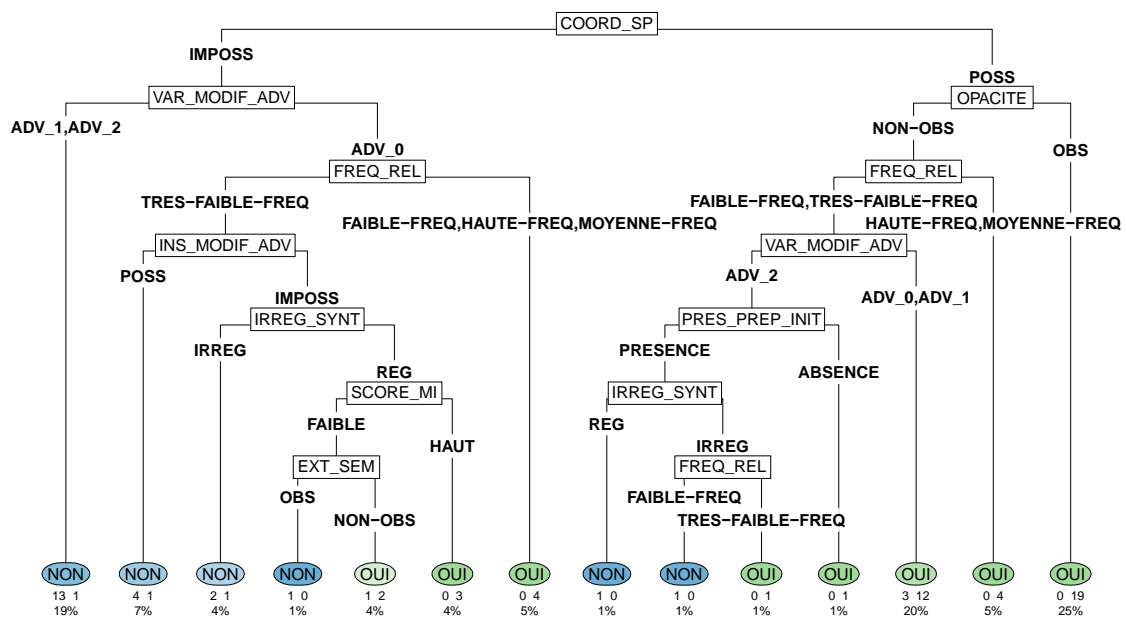 COORD_SP
IMPOSS
POSS
VAR_MODIF_ADV
OPACITE
ADV_1,ADV_2
NON−OBS
ADV_0
OBS
FREQ_REL
FREQ_REL
TRES−FAIBLE−FREQ
FAIBLE−FREQ,TRES−FAIBLE−FREQ
FAIBLE−FREQ,HAUTE−FREQ,MOYENNE−FREQ
HAUTE−FREQ,MOYENNE−FREQ
INS_MODIF_ADV
VAR_MODIF_ADV
POSS
ADV_2
IMPOSS
ADV_0,ADV_1
IRREG_SYNT
PRES_PREP_INIT
IRREG
PRESENCE
REG
ABSENCE
SCORE_MI
IRREG_SYNT
FAIBLE
REG
HAUT
IRREG
EXT_SEM
FREQ_REL
OBS
FAIBLE−FREQ
NON−OBS
TRES−FAIBLE−FREQ
NON NON NON NON OUI OUI OUI NON NON OUI OUI OUI OUI OUI
13 1 4 1 2 1 1 0 1 2 0 3 0 4 1 0 1 0 0 1 0 1 3 12 0 4 0 19
19% 7% 4% 1% 4% 4% 5% 1% 1% 1% 1% 20% 5% 25%